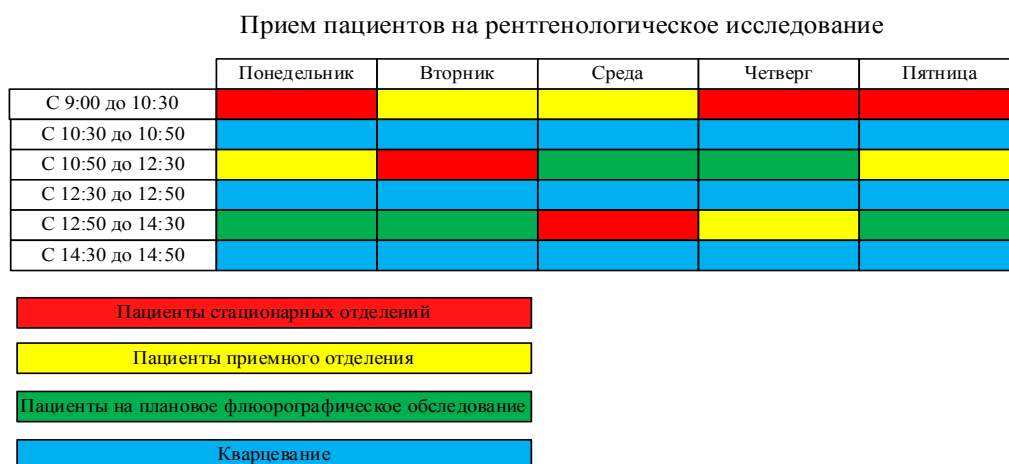 Прием пациентов на рентгенологическое исследование
Понедельник Вторник Среда Четверг Пятница
С 9:00 до 10:30
С 10:30 до 10:50
С 10:50 до 12:30
С 12:30 до 12:50
С 12:50 до 14:30
С 14:30 до 14:50
Пациенты стационарных отделений
Пациенты приемного отделения
Пациенты на плановое флюорографическое обследование
Кварцевание